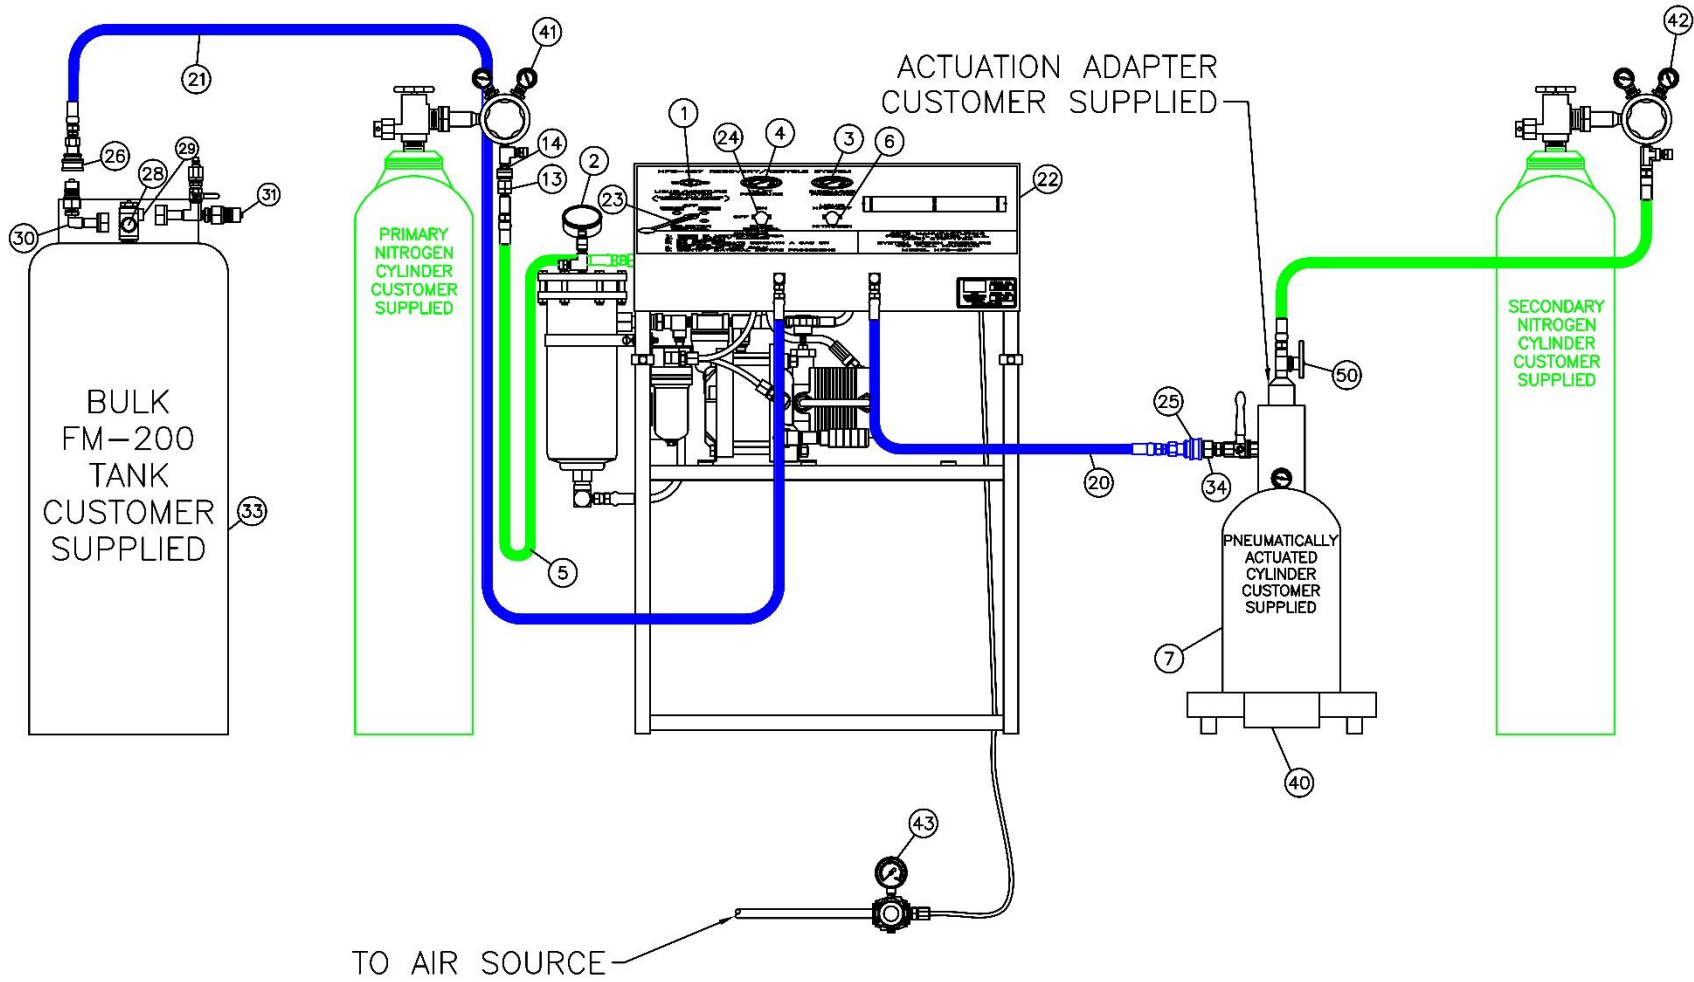 21
41
42
ACTUATION ADAPTER
CUSTOMER SUPPLIED
1
24
4
3
6
2
14
13
26
28
29
31
30
22
23
PRIMARY
NITROGEN
CYLINDER
CUSTOMER
SUPPLIED
SECONDARY
NITROGEN
CYLINDER
CUSTOMER
SUPPLIED
50
25
34
20
BULK
FM-200
TANK
CUSTOMER
SUPPLIED
33
5
PNEUMATICALLY
ACTUATED
CYLINDER
CUSTOMER
SUPPLIED
7
40
43
TO AIR SOURCE